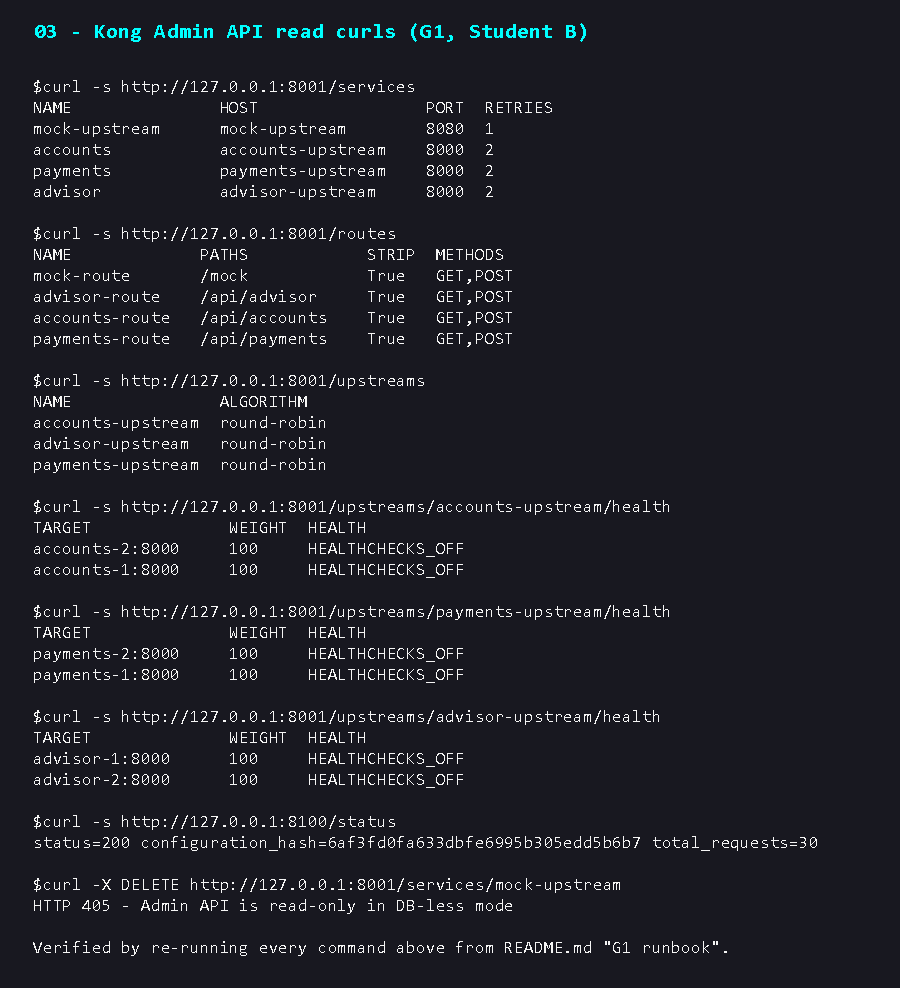 03 - Kong Admin API read curls (G1, Student B)
$curl -s http://127.0.0.1:8001/services
NAME HOST PORT RETRIES
mock-upstream mock-upstream 8080 1
accounts accounts-upstream 8000 2
payments payments-upstream 8000 2
advisor advisor-upstream 8000 2
$curl -s http://127.0.0.1:8001/routes
NAME PATHS STRIP METHODS
mock-route /mock True GET,POST
advisor-route /api/advisor True GET,POST
accounts-route /api/accounts True GET,POST
payments-route /api/payments True GET,POST
$curl -s http://127.0.0.1:8001/upstreams
NAME ALGORITHM
accounts-upstream round-robin
advisor-upstream round-robin
payments-upstream round-robin
$curl -s http://127.0.0.1:8001/upstreams/accounts-upstream/health
TARGET WEIGHT HEALTH
accounts-2:8000 100 HEALTHCHECKS_OFF
accounts-1:8000 100 HEALTHCHECKS_OFF
$curl -s http://127.0.0.1:8001/upstreams/payments-upstream/health
TARGET WEIGHT HEALTH
payments-2:8000 100 HEALTHCHECKS_OFF
payments-1:8000 100 HEALTHCHECKS_OFF
$curl -s http://127.0.0.1:8001/upstreams/advisor-upstream/health
TARGET WEIGHT HEALTH
advisor-1:8000 100 HEALTHCHECKS_OFF
advisor-2:8000 100 HEALTHCHECKS_OFF
$curl -s http://127.0.0.1:8100/status
status=200 configuration_hash=6af3fd0fa633dbfe6995b305edd5b6b7 total_requests=30
$curl -X DELETE http://127.0.0.1:8001/services/mock-upstream
HTTP 405 - Admin API is read-only in DB-less mode
Verified by re-running every command above from README.md "G1 runbook".